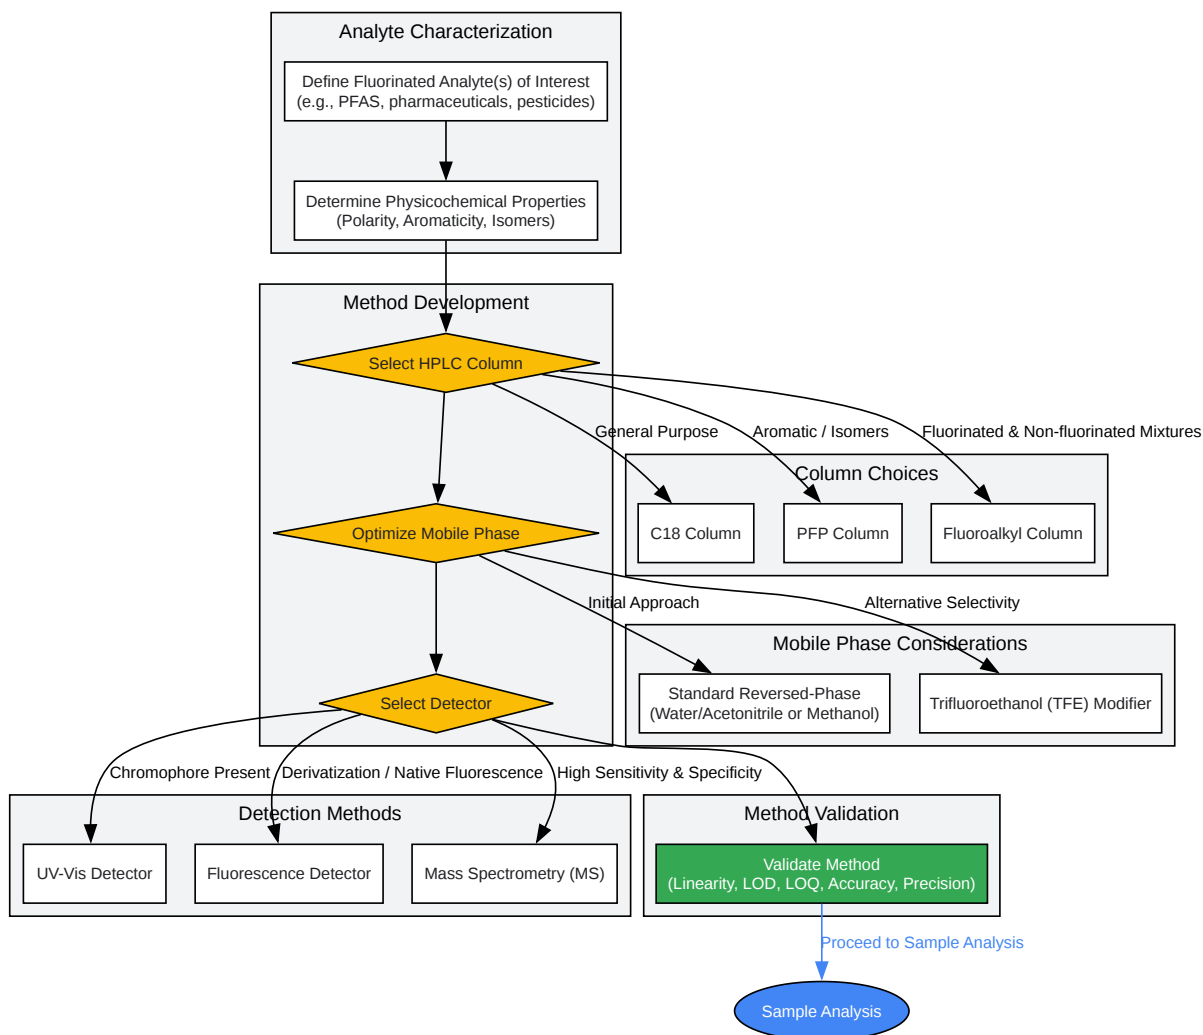 Analyte Characterization
Define Fluorinated Analyte(s) of Interest
(e.g., PFAS, pharmaceuticals, pesticides)
Determine Physicochemical Properties
(Polarity, Aromaticity, Isomers)
Method Development
Select HPLC Column
General Purpose
Aromatic / Isomers
Fluorinated & Non-fluorinated Mixtures
Column Choices
C18 Column
PFP Column
Fluoroalkyl Column
Optimize Mobile Phase
Initial Approach
Alternative Selectivity
Mobile Phase Considerations
Standard Reversed-Phase
(Water/Acetonitrile or Methanol)
Trifluoroethanol (TFE) Modifier
Select Detector
Chromophore Present
Derivatization / Native Fluorescence
High Sensitivity & Specificity
Detection Methods
UV-Vis Detector
Fluorescence Detector
Mass Spectrometry (MS)
Method Validation
Validate Method
(Linearity, LOD, LOQ, Accuracy, Precision)
Proceed to Sample Analysis
Sample Analysis